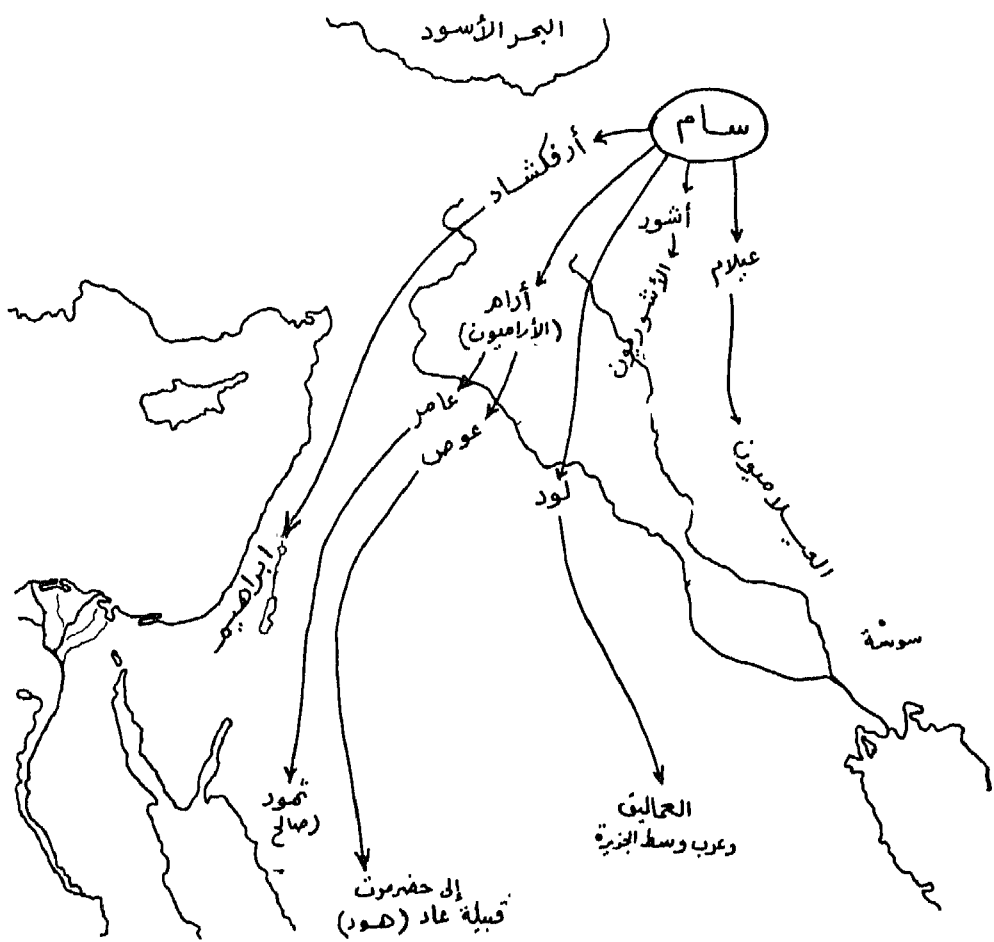 البحر الأسود
سام
أرفكشاد
أشور
عيلام
الأشوريون
أرام
(الأراميون)
عامر
عوص
لود
العيلاميون
ابراهيم
سوسة
ثمود
(صالح
العماليق
وعرب وسط الجزيرة
إلى حضرموت
قبيلة عاد (هود)